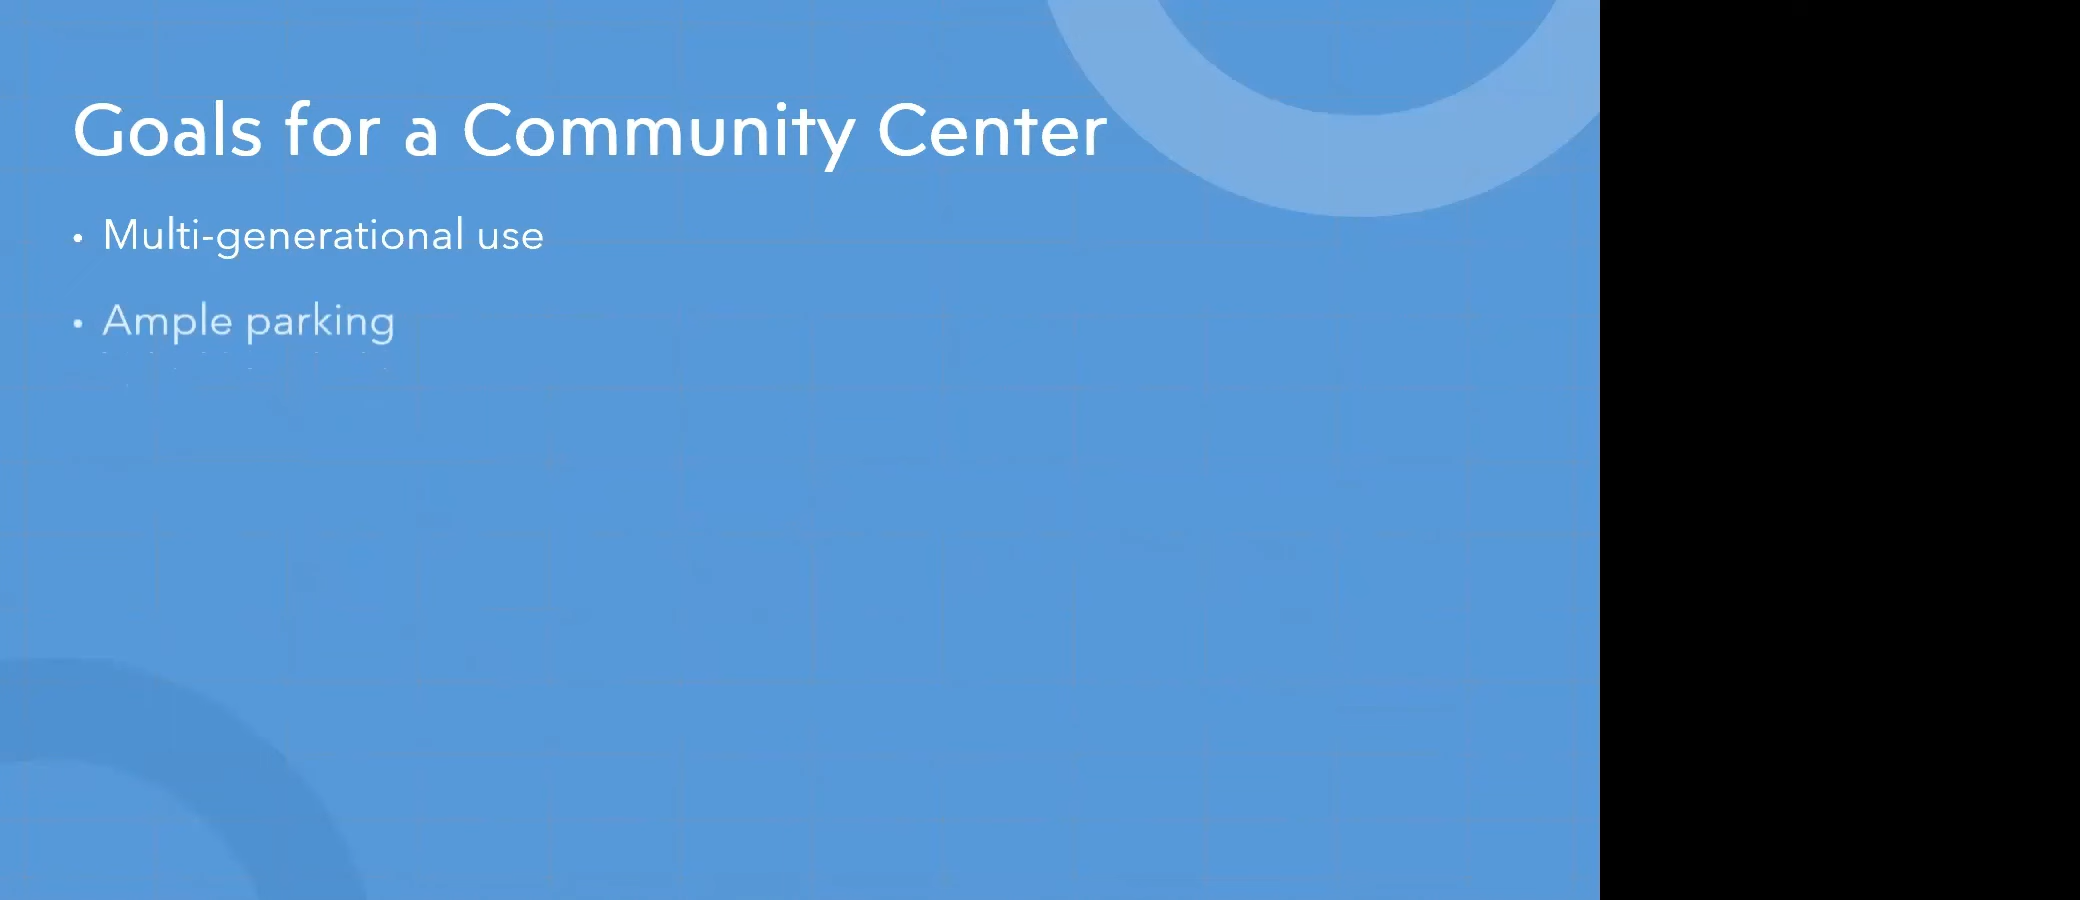 Goals for a Community Center
• Multi-generational use
• Ample parking